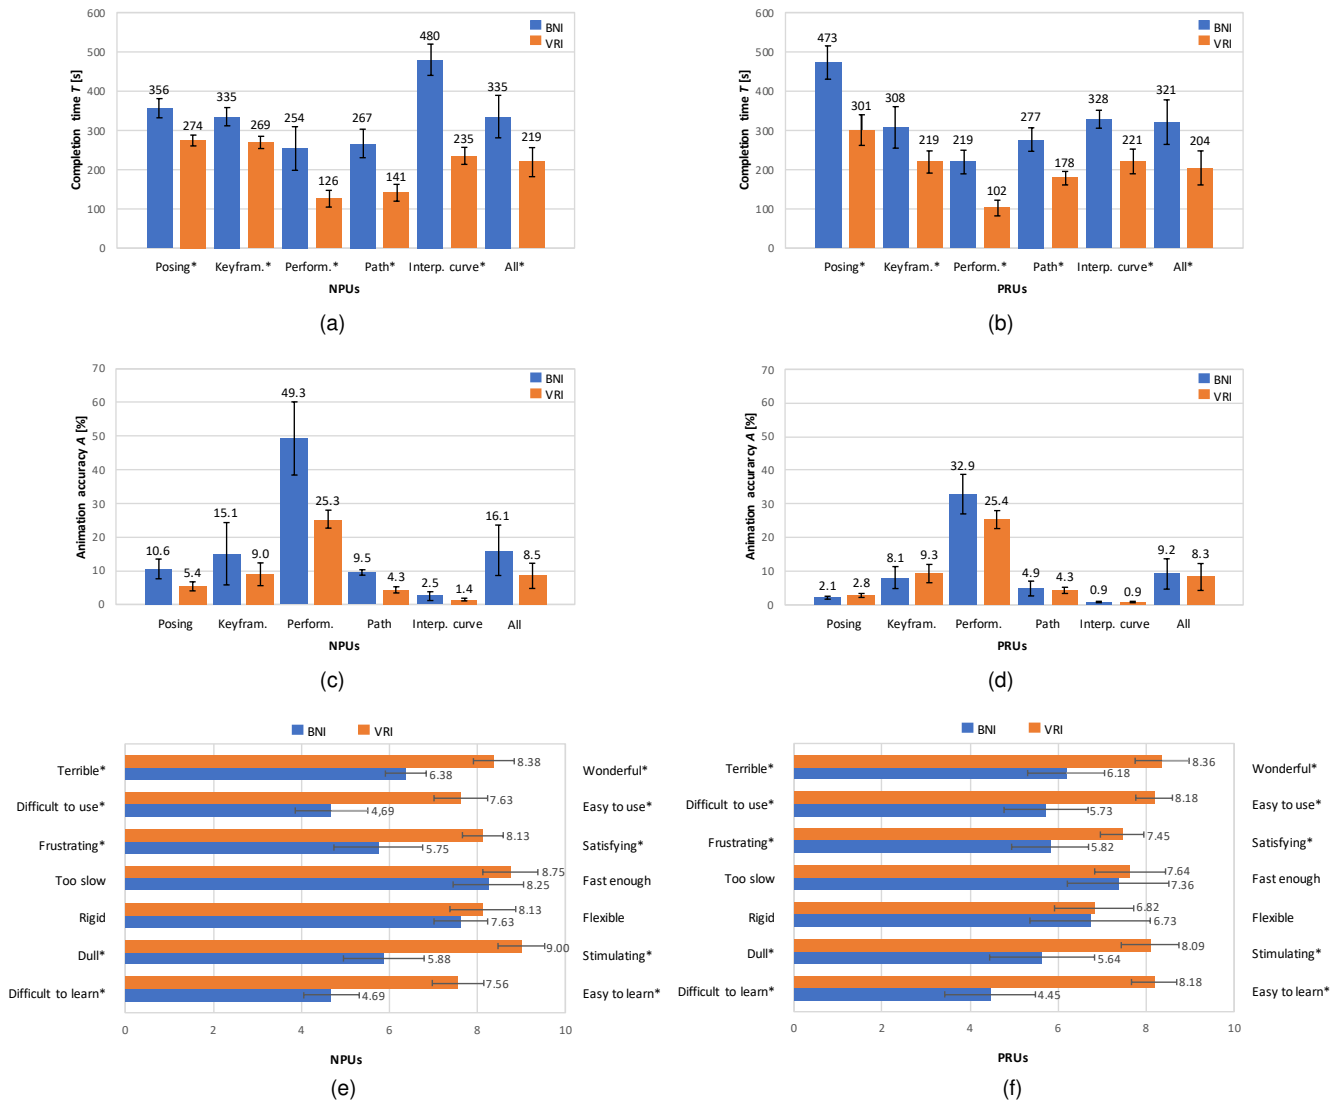 600
500
400
300
200
100
0
Completion time T [s]
BNI
VRI
356
274
335
269
254
126
267
141
480
235
335
219
Posing*
Keyfram.*
Perform.*
Path*
Interp. curve*
All*
NPUs
(a)
600
500
400
300
200
100
0
Completion time T [s]
BNI
VRI
473
301
308
219
219
102
277
178
328
221
321
204
Posing*
Keyfram.*
Perform.*
Path*
Interp. curve*
All*
PRUs
(b)
70
60
50
40
30
20
10
0
Animation accuracy A [%]
BNI
VRI
10.6
5.4
15.1
9.0
49.3
25.3
9.5
4.3
2.5
1.4
16.1
8.5
Posing
Keyfram.
Perform.
Path
Interp. curve
All
NPUs
(c)
70
60
50
40
30
20
10
0
Animation accurarcy A [%]
BNI
VRI
2.1
2.8
8.1
9.3
32.9
25.4
4.9
4.3
0.9
0.9
9.2
8.3
Posing
Keyfram.
Perform.
Path
Interp. curve
All
PRUs
(d)
BNI
VRI
Terrible*
8.38
6.38
Wonderful*
Difficult to use*
7.63
4,69
Easy to use*
Frustrating*
8.13
5.75
Satisfying*
Too slow
8.75
8.25
Fast enough
Rigid
8.13
7.63
Flexible
Dull*
9.00
5.88
Stimulating*
Difficult to learn*
7.56
4.69
Easy to learn*
0
2
4
6
8
10
NPUs
(e)
BNI
VRI
Terrible*
8.36
6.18
Wonderful*
Difficult to use*
8.18
5.73
Easy to use*
Frustrating*
7.45
5.82
Satisfying*
Too slow
7.64
7.36
Fast enough
Rigid
6.82
6.73
Flexible
Dull*
8.09
5.64
Stimulating*
Difficult to learn*
8.18
4.45
Easy to learn*
0
2
4
6
8
10
PRUs
(f)